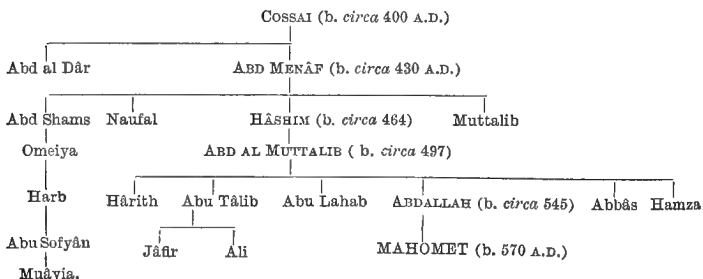 COSSAI (b. circa 400 A.D.)
Abd al Dâr ABD MENÂF (b. circa 430 A.D.)
Abd Shams Naufal HÂSHIM (b. circa 464) Muttalib
Omeiya ABD AL MUTTALIB ( b. circa 497)
Harb Hârith Abu Tâlib Abu Lahab ABDALLAH (b. circa 545) Abbâs Hamza
Abu Sofyân Jâfir Ali MAHOMET (b. 570 A.D.)
Muâvia.